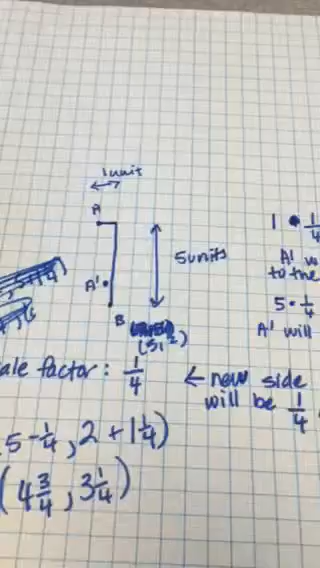 1 unit
A
1 • 1/4
5 units
A' w
to the
A'
5 · 1/4
B
A' will
(5, 2)
ale factor: 1/4
← new side
will be 1/4,
5 - 1/4, 2 + 1 1/4)
(4 3/4, 3 1/4)